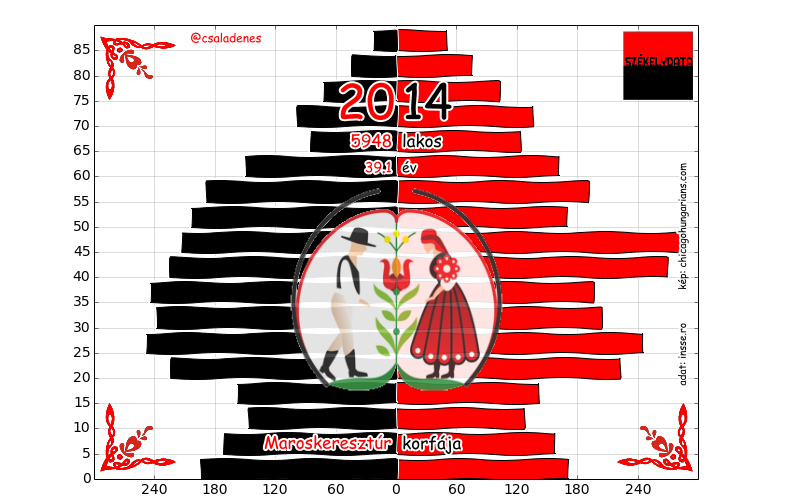 @csaladenes
SZÉKELYDATA
2014
5948 lakos
39.1 év
85
80
75
70
65
60
55
50
45
40
35
30
25
20
15
10
5
0
kép: chicagohungarians.com
adat: insse.ro
Maroskeresztúr korfája
240 180 120 60 0 60 120 180 240